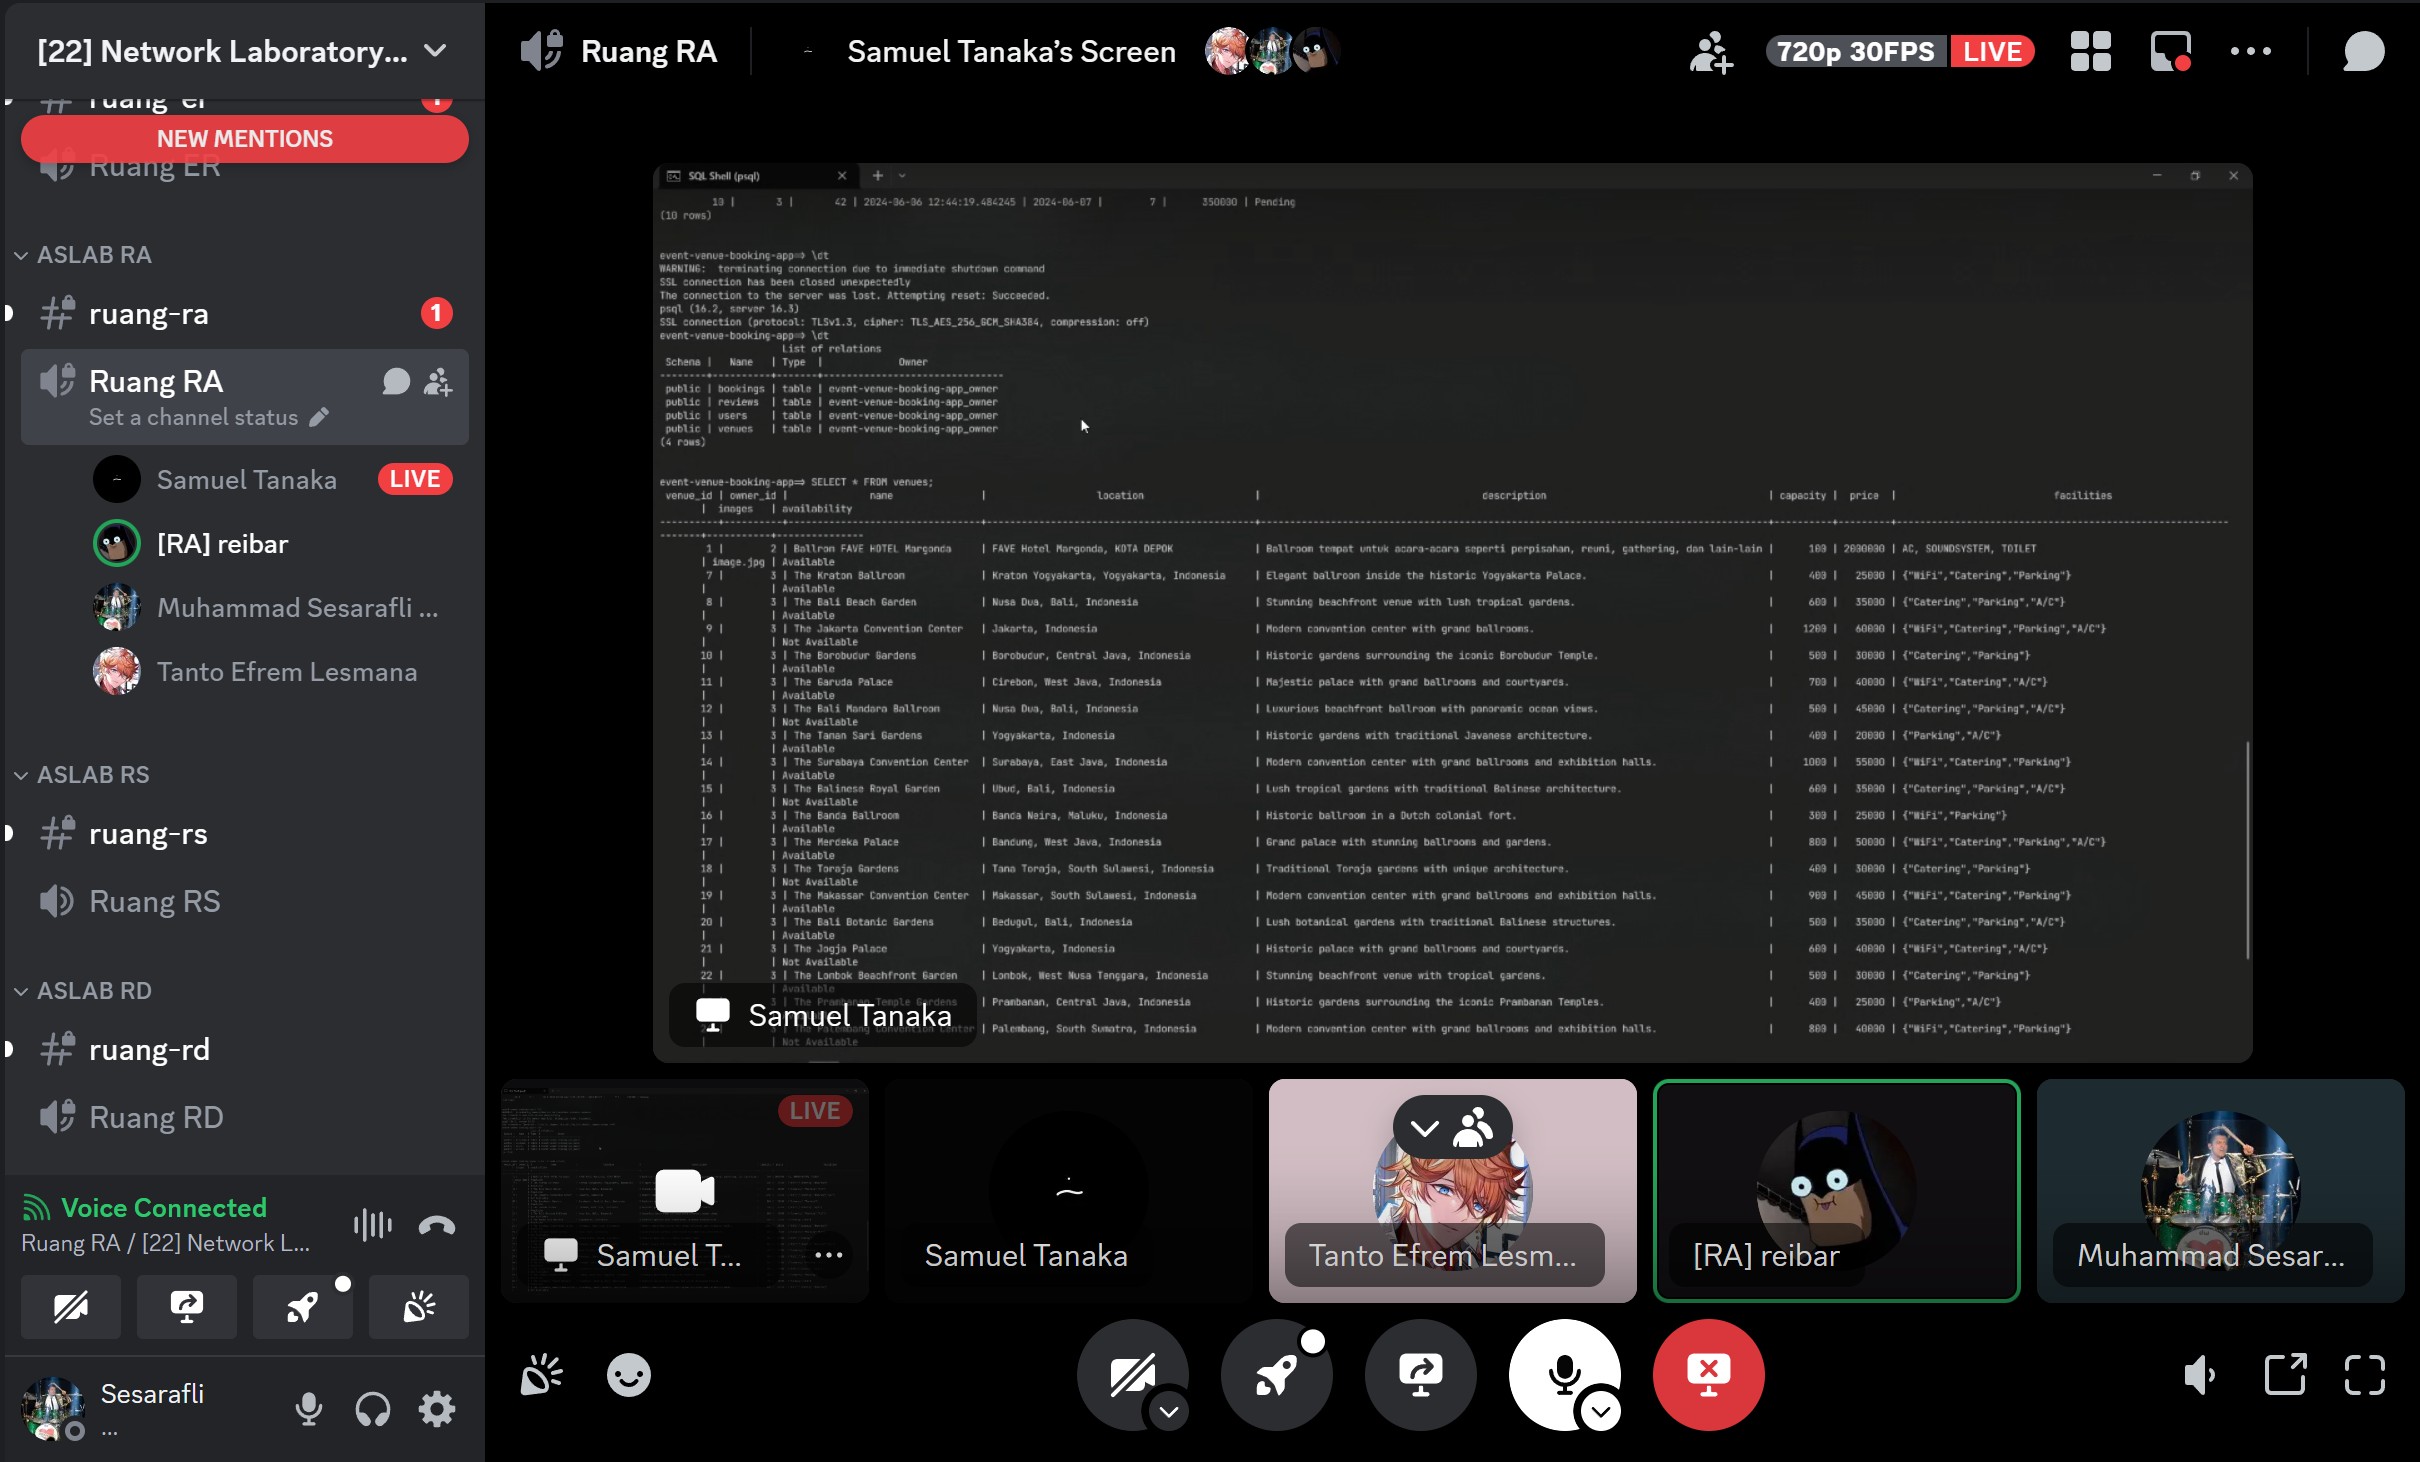 [22] Network Laboratory...
ruang-er
1
NEW MENTIONS
Ruang ER
ASLAB RA
ruang-ra
1
Ruang RA
Set a channel status
Samuel Tanaka
LIVE
[RA] reibar
Muhammad Sesarafli ...
Tanto Efrem Lesmana
ASLAB RS
ruang-rs
Ruang RS
ASLAB RD
ruang-rd
Ruang RD
Voice Connected
Ruang RA / [22] Network L...
Sesarafli
...
Ruang RA
Samuel Tanaka's Screen
720p 30FPS LIVE
SQL Shell (psql)
10 | 3 | 42 | 2024-06-06 12:44:19.484245 | 2024-06-07 | 7 | 350000 | Pending
(10 rows)
event-venue-booking-app=> \dt
WARNING: terminating connection due to immediate shutdown command
SSL connection has been closed unexpectedly
The connection to the server was lost. Attempting reset: Succeeded.
psql (16.2, server 16.3)
SSL connection (protocol: TLSv1.3, cipher: TLS_AES_256_GCM_SHA384, compression: off)
event-venue-booking-app=> \dt
List of relations
Schema | Name | Type | Owner
public | bookings | table | event-venue-booking-app_owner
public | reviews | table | event-venue-booking-app_owner
public | users | table | event-venue-booking-app_owner
public | venues | table | event-venue-booking-app_owner
(4 rows)
event-venue-booking-app=> SELECT * FROM venues;
venue_id | owner_id | name | location | description | capacity | price | facilities
| images | availability
1 | 2 | Ballrom FAVE HOTEL Margonda | FAVE Hotel Margonda, KOTA DEPOK | Ballroom tempat untuk acara-acara seperti perpisahan, reuni, gathering, dan lain-lain | 100 | 2000000 | AC, SOUNDSYSTEM, TOILET
| image.jpg | Available
7 | 3 | The Kraton Ballroom | Kraton Yogyakarta, Yogyakarta, Indonesia | Elegant ballroom inside the historic Yogyakarta Palace. | 400 | 25000 | {"WiFi","Catering","Parking"}
| | Available
8 | 3 | The Bali Beach Garden | Nusa Dua, Bali, Indonesia | Stunning beachfront venue with lush tropical gardens. | 600 | 35000 | {"Catering","Parking","A/C"}
| | Available
9 | 3 | The Jakarta Convention Center | Jakarta, Indonesia | Modern convention center with grand ballrooms. | 1200 | 60000 | {"WiFi","Catering","Parking","A/C"}
| | Not Available
10 | 3 | The Borobudur Gardens | Borobudur, Central Java, Indonesia | Historic gardens surrounding the iconic Borobudur Temple. | 500 | 30000 | {"Catering","Parking"}
| | Available
11 | 3 | The Garuda Palace | Cirebon, West Java, Indonesia | Majestic palace with grand ballrooms and courtyards. | 700 | 40000 | {"WiFi","Catering","A/C"}
| | Available
12 | 3 | The Bali Mandara Ballroom | Nusa Dua, Bali, Indonesia | Luxurious beachfront ballroom with panoramic ocean views. | 500 | 45000 | {"Catering","Parking","A/C"}
| | Not Available
13 | 3 | The Taman Sari Gardens | Yogyakarta, Indonesia | Historic gardens with traditional Javanese architecture. | 400 | 20000 | {"Parking","A/C"}
| | Available
14 | 3 | The Surabaya Convention Center | Surabaya, East Java, Indonesia | Modern convention center with grand ballrooms and exhibition halls. | 1000 | 55000 | {"WiFi","Catering","Parking"}
| | Available
15 | 3 | The Balinese Royal Garden | Ubud, Bali, Indonesia | Lush tropical gardens with traditional Balinese architecture. | 600 | 35000 | {"Catering","Parking","A/C"}
| | Not Available
16 | 3 | The Banda Ballroom | Banda Neira, Maluku, Indonesia | Historic ballroom in a Dutch colonial fort. | 300 | 25000 | {"WiFi","Parking"}
| | Available
17 | 3 | The Merdeka Palace | Bandung, West Java, Indonesia | Grand palace with stunning ballrooms and gardens. | 800 | 50000 | {"WiFi","Catering","Parking","A/C"}
| | Available
18 | 3 | The Toraja Gardens | Tana Toraja, South Sulawesi, Indonesia | Traditional Toraja gardens with unique architecture. | 400 | 30000 | {"Catering","Parking"}
| | Not Available
19 | 3 | The Makassar Convention Center | Makassar, South Sulawesi, Indonesia | Modern convention center with grand ballrooms and exhibition halls. | 900 | 45000 | {"WiFi","Catering","Parking"}
| | Available
20 | 3 | The Bali Botanic Gardens | Bedugul, Bali, Indonesia | Lush botanical gardens with traditional Balinese structures. | 500 | 35000 | {"Catering","Parking","A/C"}
| | Available
21 | 3 | The Jogja Palace | Yogyakarta, Indonesia | Historic palace with grand ballrooms and courtyards. | 600 | 40000 | {"WiFi","Catering","A/C"}
| | Not Available
22 | 3 | The Lombok Beachfront Garden | Lombok, West Nusa Tenggara, Indonesia | Stunning beachfront venue with tropical gardens. | 500 | 30000 | {"Catering","Parking"}
| | Available
3 | The Prambanan Temple Gardens | Prambanan, Central Java, Indonesia | Historic gardens surrounding the iconic Prambanan Temples. | 400 | 25000 | {"Parking","A/C"}
The Palembang Convention Center | Palembang, South Sumatra, Indonesia | Modern convention center with grand ballrooms and exhibition halls. | 800 | 40000 | {"WiFi","Catering","Parking"}
| | Not Available
Samuel Tanaka
LIVE
Samuel T...
Samuel Tanaka
Tanto Efrem Lesm...
[RA] reibar
Muhammad Sesar...